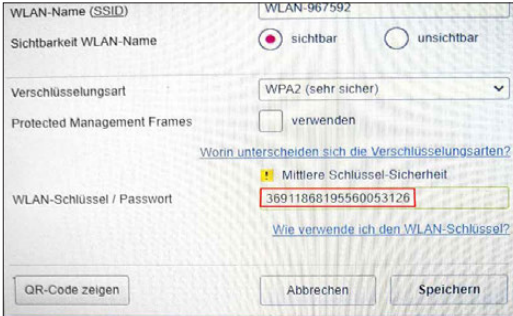 WLAN-Name (SSID) WLAN-967592
Sichtbarkeit WLAN-Name sichtbar unsichtbar
Verschlüsselungsart WPA2 (sehr sicher)
Protected Management Frames verwenden
Worin unterscheiden sich die Verschlüsselungsarten?
! Mittlere Schlüssel-Sicherheit
WLAN-Schlüssel / Passwort 36911868195560053126
Wie verwende ich den WLAN-Schlüssel?
QR-Code zeigen Abbrechen Speichern